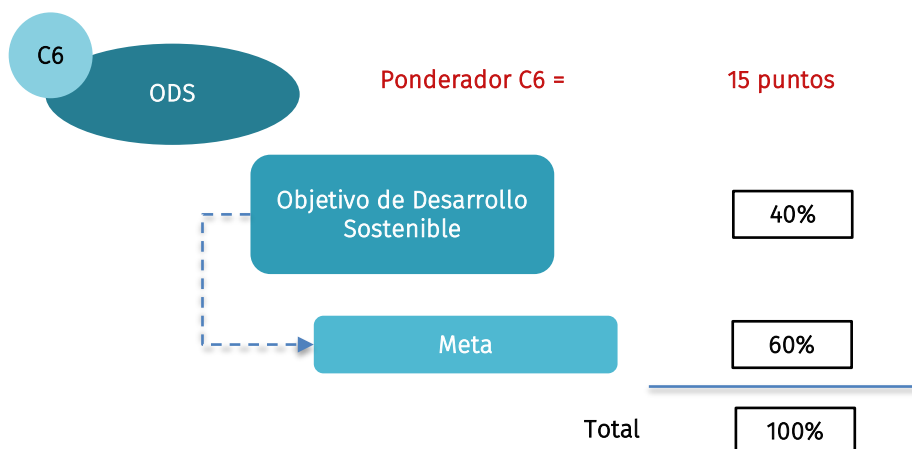 C6
ODS
Ponderador C6 =
15 puntos
Objetivo de Desarrollo
Sostenible
40%
Meta
60%
Total
100%